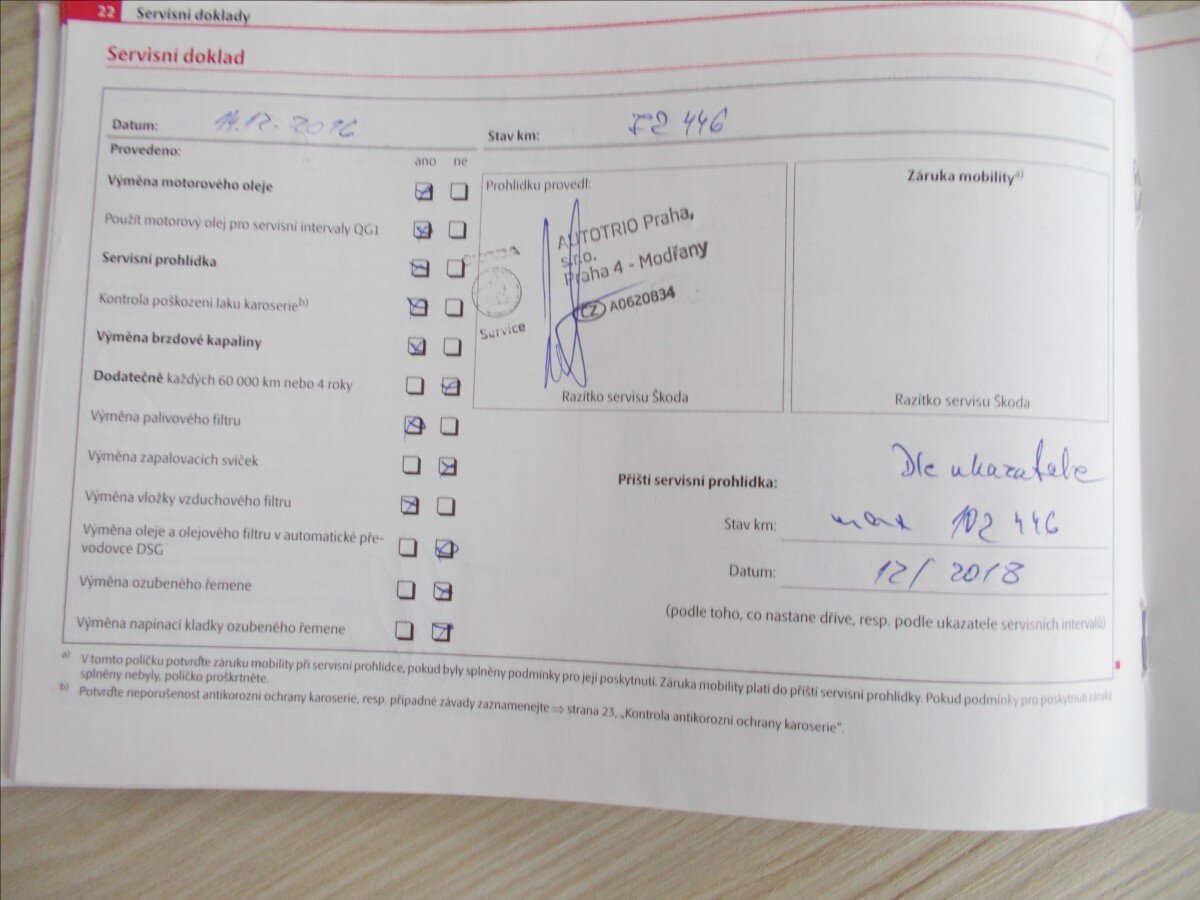 22 Servisní doklady
Servisní doklad
Datum: 14.12.2016
Stav km: 72 446
Provedeno:
ano ne
Výměna motorového oleje
Použit motorový olej pro servisní intervaly QG1
Servisní prohlídka
Kontrola poškození laku karoserie b)
Výměna brzdové kapaliny
Dodatečně každých 60 000 km nebo 4 roky
Výměna palivového filtru
Výměna zapalovacích svíček
Výměna vložky vzduchového filtru
Výměna oleje a olejového filtru v automatické pře-
vodovce DSG
Výměna ozubeného řemene
Výměna napínací kladky ozubeného řemene
Prohlídku provedl:
AUTOTRIO Praha,
s.r.o.
Praha 4 - Modřany
CZ A0620834
Service
Razítko servisu Škoda
Záruka mobility a)
Razítko servisu Škoda
Příští servisní prohlídka: Dle ukazatele
Stav km: max 102 446
Datum: 12/2018
(podle toho, co nastane dříve, resp. podle ukazatele servisních intervalů)
a) V tomto políčku potvrďte záruku mobility při servisní prohlídce, pokud byly splněny podmínky pro její poskytnutí. Záruka mobility platí do příští servisní prohlídky. Pokud podmínky pro poskytnutí záruky
splněny nebyly, políčko proškrtněte.
b) Potvrďte neporušenost antikorozní ochrany karoserie, resp. případné závady zaznamenejte ⇒ strana 23, „Kontrola antikorozní ochrany karoserie“.